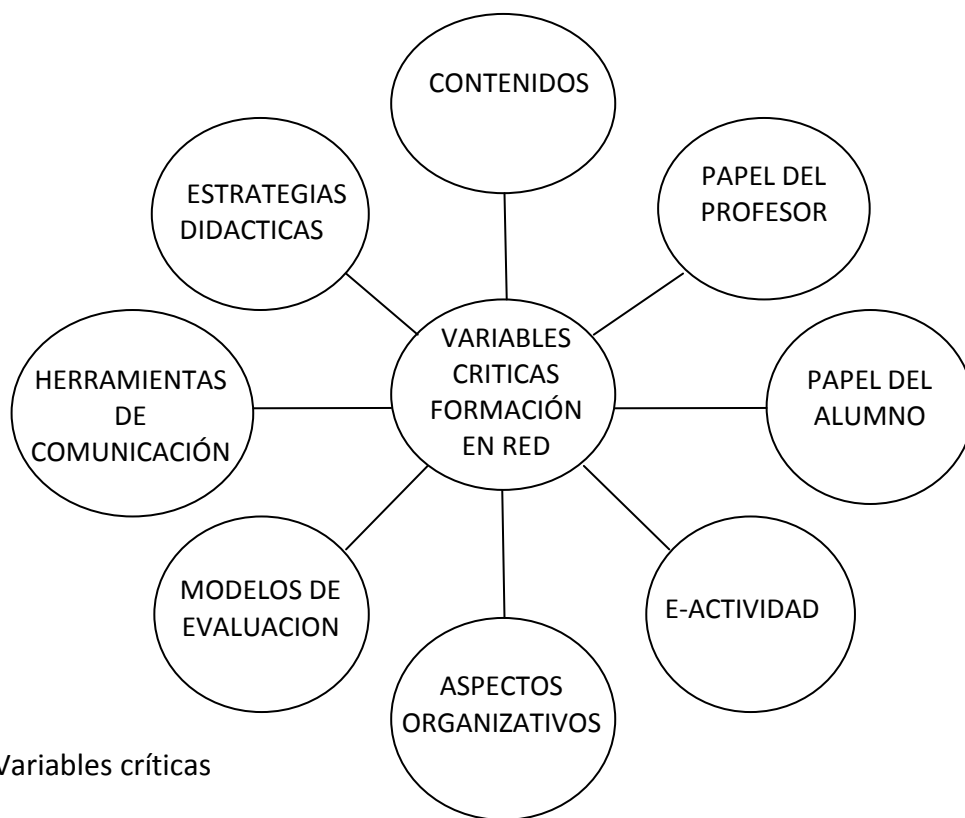 CONTENIDOS
PAPEL DEL
PROFESOR
ESTRATEGIAS
DIDACTICAS
VARIABLES
CRITICAS
FORMACIÓN
EN RED
HERRAMIENTAS
DE
COMUNICACIÓN
PAPEL DEL
ALUMNO
MODELOS DE
EVALUACION
E-ACTIVIDAD
ASPECTOS
ORGANIZATIVOS
Variables críticas